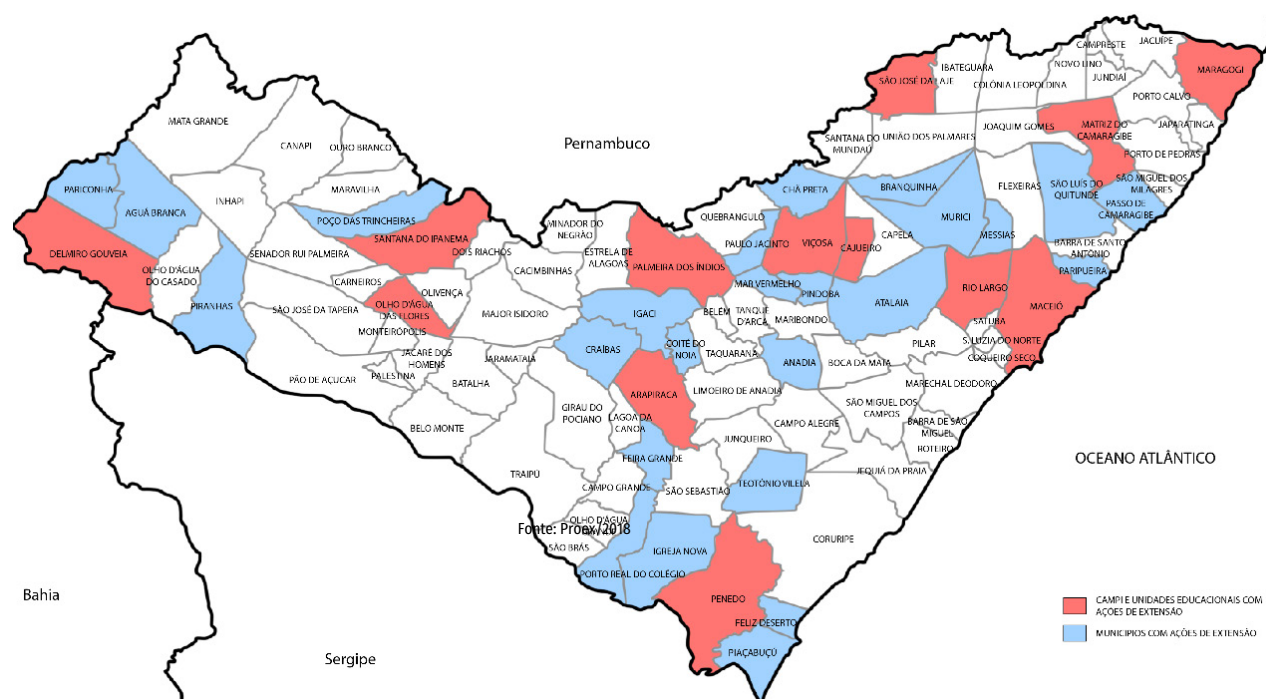 JACUÍPE
CAMPRESTE
IBATEGUARA
NOVO LINO
MARAGOGI
SÃO JOSÉ DA LAJE
JUNDIAÍ
COLÔNIA LEOPOLDINA
PORTO CALVO
MATA GRANDE
MATRIZ DO
CAMARAGIBE
JAPARATINGA
JOAQUIM GOMES
SANTANA DO
MUNDAÚ
UNIÃO DOS PALMARES
Pernambuco
CANAPI
OURO BRANCO
PORTO DE PEDRAS
SÃO MIGUEL DOS
MILAGRES
FLEXEIRAS
SÃO LUÍS DO
QUITUNDE
PASSO DE
CAMARAGIBE
CHÃ PRETA
BRANQUINHA
MARAVILHA
PARICONHA
INHAPI
AGUÁ BRANCA
POÇO DAS TRINCHEIRAS
QUEBRANGULO
MURICI
MESSIAS
MINADOR DO
NEGRÃO
CAPELA
VIÇOSA
CAJUEIRO
PAULO JACINTO
SANTANA DO IPANEMA
BARRA DE SANTO
ANTÔNIO
DELMIRO GOUVEIA
SENADOR RUI PALMEIRA
DOIS RIACHOS
ESTRELA DE
ALAGOAS
PALMEIRA DOS ÍNDIOS
OLHO D'ÁGUA
DO CASADO
CACIMBINHAS
PARIPUEIRA
CARNEIROS
MAR VERMELHO
RIO LARGO
PINDOBA
OLIVENÇA
ATALAIA
PIRANHAS
OLHO D'ÁGUA
DAS FLORES
MACEIÓ
SÃO JOSÉ DA TAPERA
MAJOR ISIDORO
IGACI
BELÉM
TANQUE
D'ARCA
MARIBONDO
SATUBA
MONTEIRÓPOLIS
PILAR
S. LUZIA DO NORTE
CRAÍBAS
COITÉ DO
NOIA
TAQUARANA
JACARÉ DOS
HOMENS
JARAMATAIA
ANADIA
BOCA DA MATA
COQUEIRO SECO
PALESTINA
PÃO DE AÇUCAR
BATALHA
MARECHAL DEODORO
LIMOEIRO DE ANADIA
ARAPIRACA
SÃO MIGUEL DOS
CAMPOS
GIRAU DO
POCIANO
LAGOA DA
CANOA
CAMPO ALEGRE
BARRA DE SÃO
MIGUEL
BELO MONTE
JUNQUEIRO
ROTEIRO
FEIRA GRANDE
OCEANO ATLÂNTICO
JEQUIÁ DA PRAIA
TRAIPÚ
CAMPO GRANDE
SÃO SEBASTIÃO
TEOTÔNIO VILELA
OLHO D'ÁGUA
Fonte: Proex/2018
CORURIPE
SÃO BRÁS
IGREJA NOVA
PORTO REAL DO COLÉGIO
Bahia
PENEDO
CAMPI E UNIDADES EDUCACIONAIS COM
AÇÕES DE EXTENSÃO
FELIZ DESERTO
MUNICIPIOS COM AÇÕES DE EXTENSÃO
PIAÇABUÇÚ
Sergipe